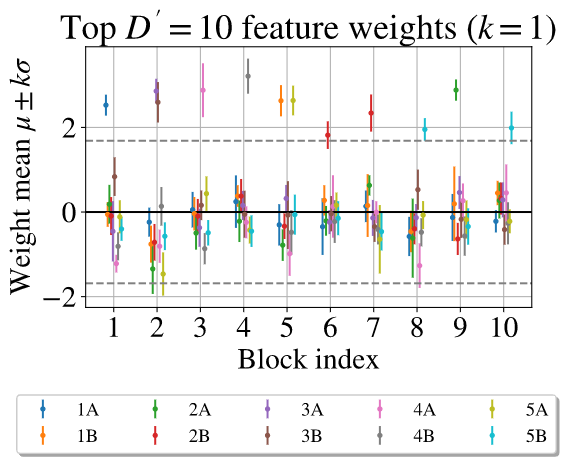 Top D′ = 10 feature weights (k = 1)
Weight mean μ ± kσ
2
0
−2
1 2 3 4 5 6 7 8 9 10
Block index
1A 2A 3A 4A 5A
1B 2B 3B 4B 5B